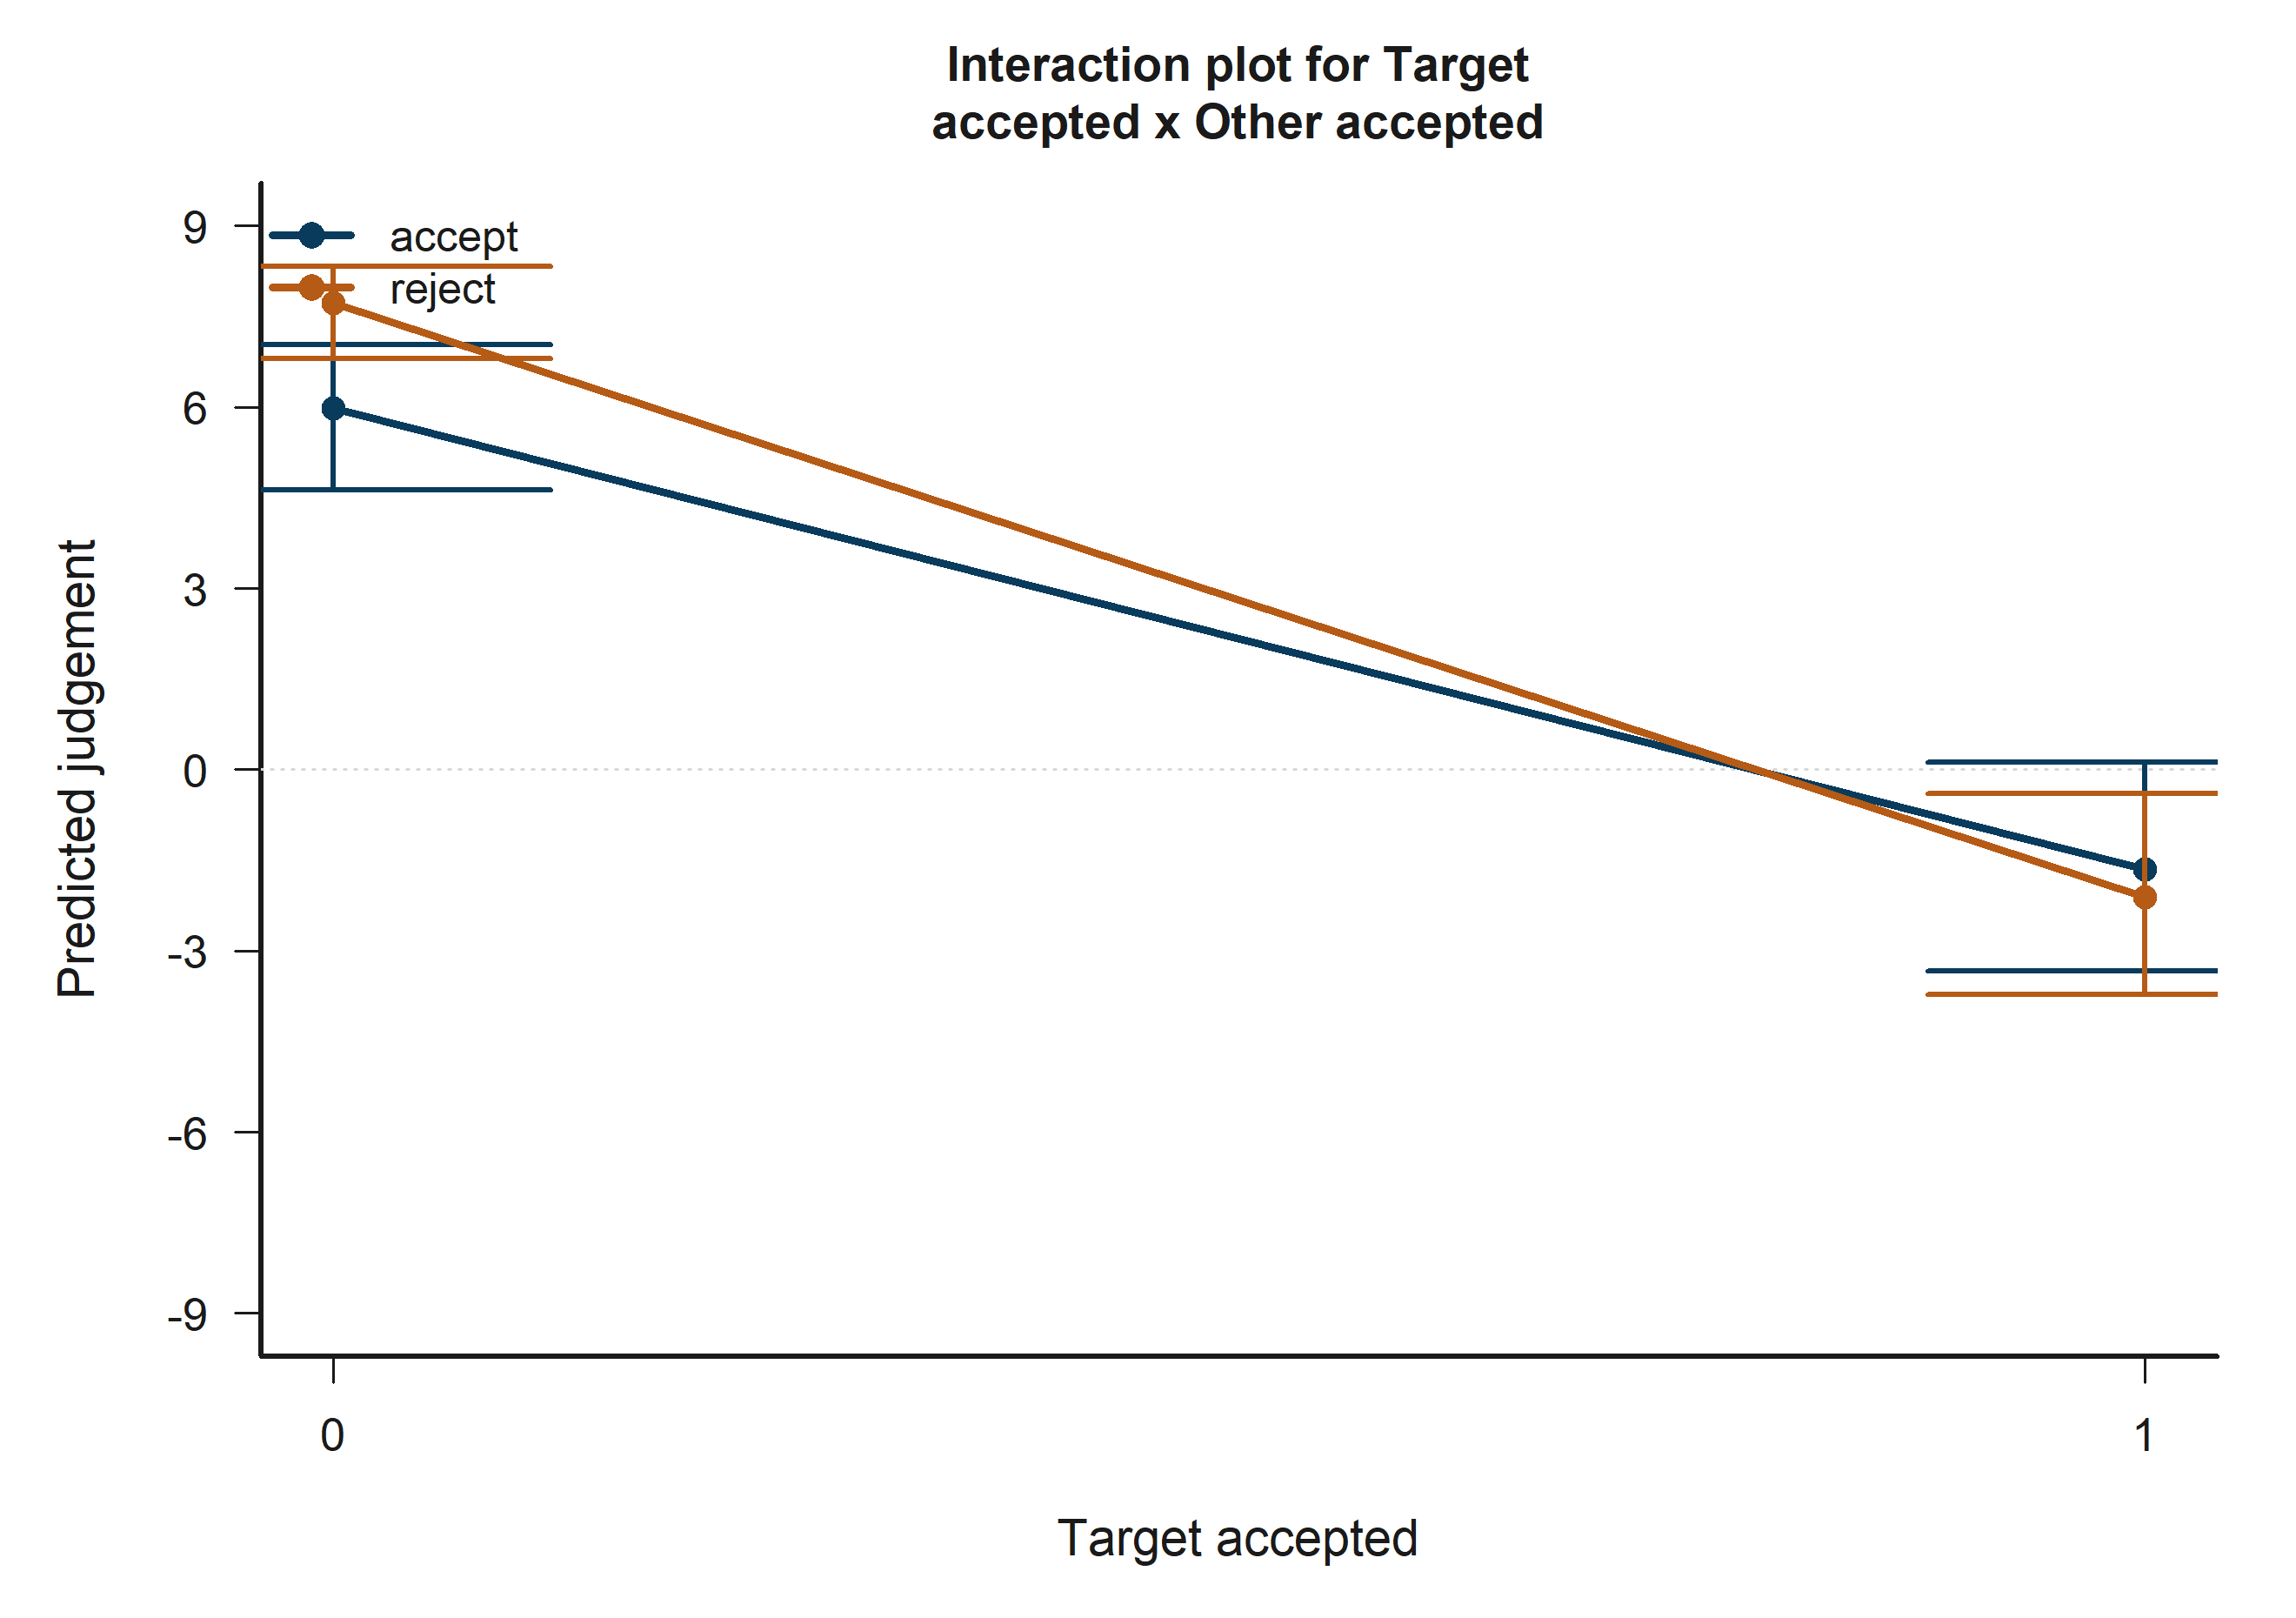 Interaction plot for Target
accepted x Other accepted
accept
reject
9
6
3
0
-3
-6
-9
Predicted judgement
0
1
Target accepted